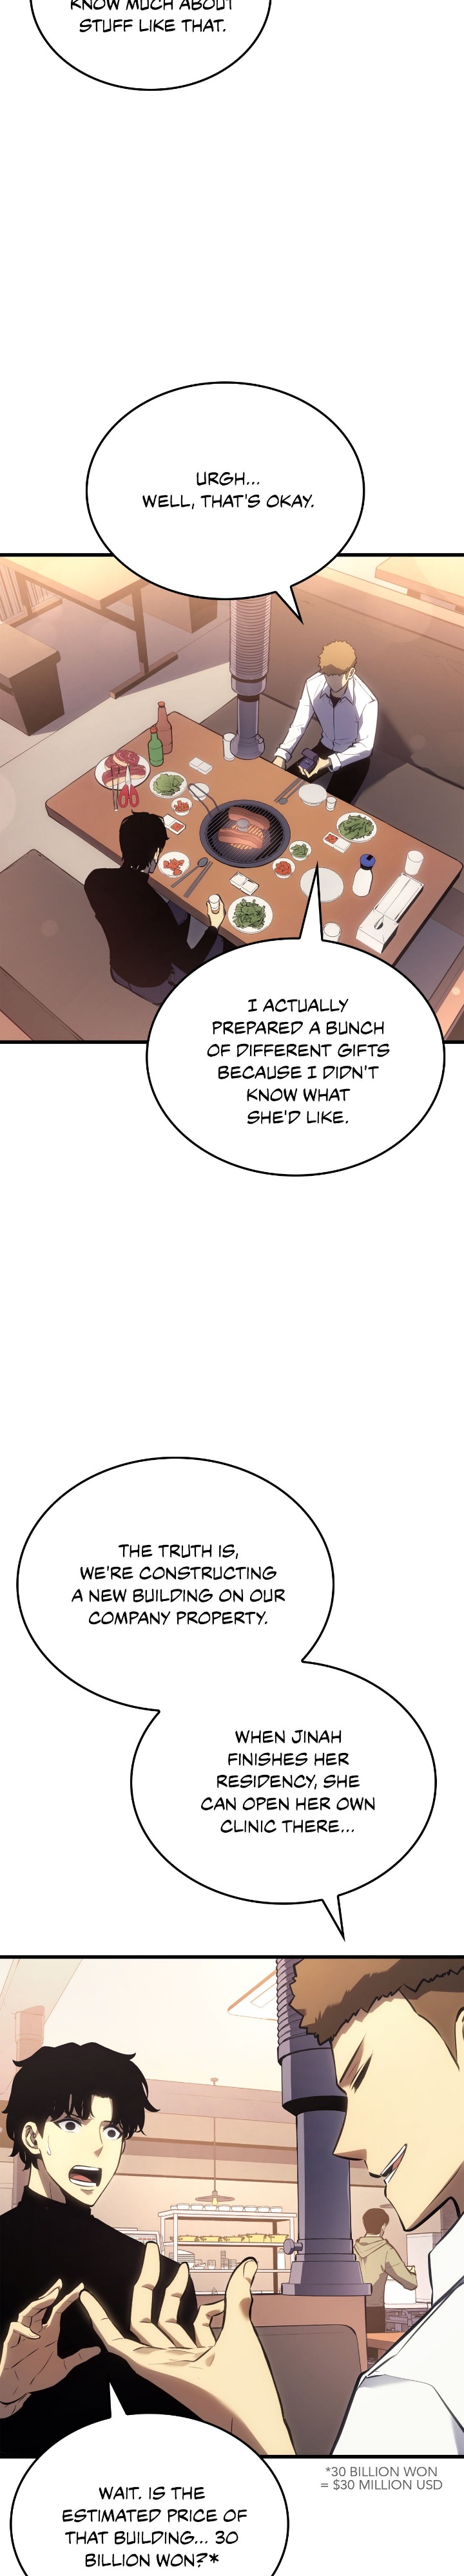 KNOW MUCH ABOUT
STUFF LIKE THAT.
URGH...
WELL, THAT'S OKAY.
I ACTUALLY
PREPARED A BUNCH
OF DIFFERENT GIFTS
BECAUSE I DIDN'T
KNOW WHAT
SHE'D LIKE.
THE TRUTH IS,
WE'RE CONSTRUCTING
A NEW BUILDING ON OUR
COMPANY PROPERTY.
WHEN JINAH
FINISHES HER
RESIDENCY, SHE
CAN OPEN HER OWN
CLINIC THERE...
*30 BILLION WON
= $30 MILLION USD
WAIT. IS THE
ESTIMATED PRICE OF
THAT BUILDING... 30
BILLION WON?*